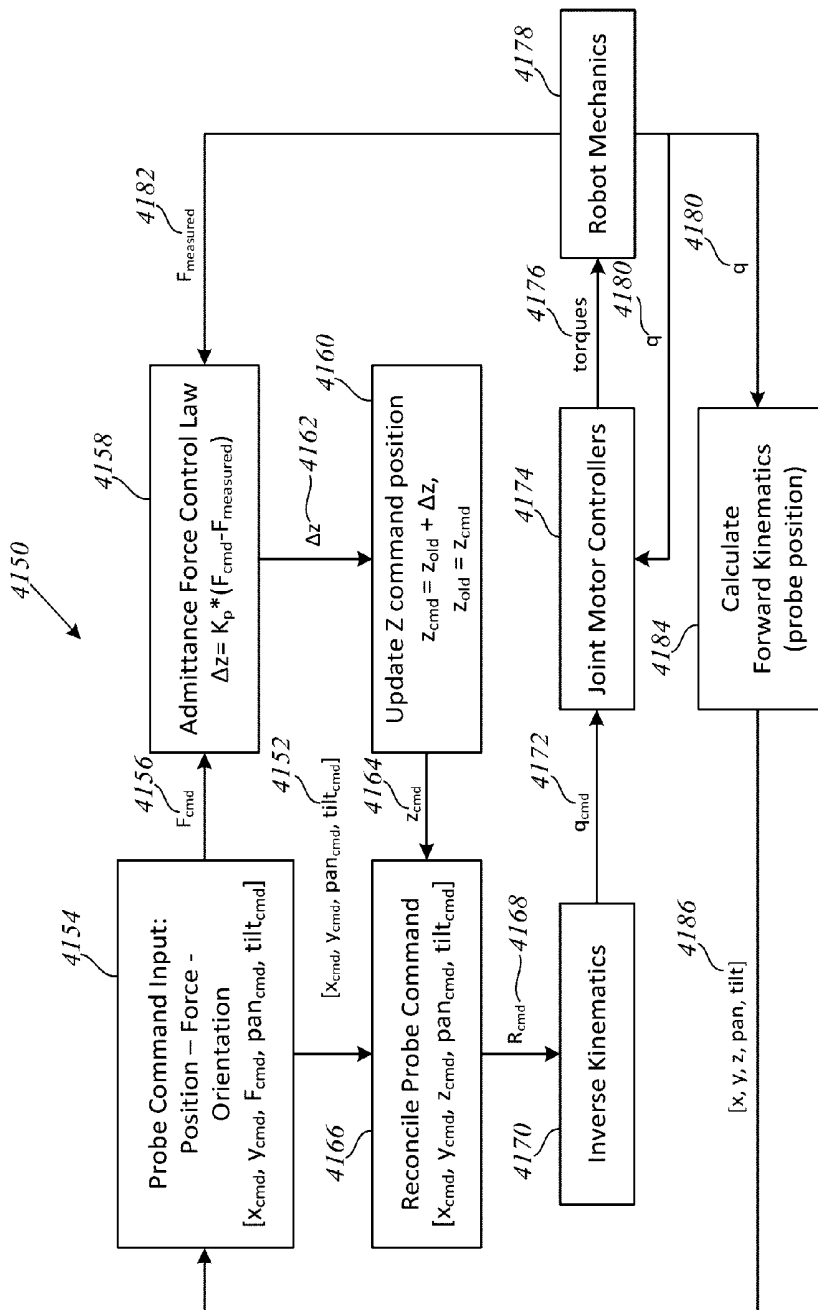 4150
4154
Probe Command Input:
Position – Force -
Orientation
[xcmd, ycmd, Fcmd, pancmd, tiltcmd]
4156
Fcmd
4158
Admittance Force Control Law
Δz= Kp*(Fcmd-Fmeasured)
4182
Fmeasured
4152
[xcmd, ycmd, pancmd, tiltcmd]
Δz
4162
4160
Update Z command position
zcmd = zold + Δz,
zold = zcmd
4164
zcmd
4166
Reconcile Probe Command
[xcmd, ycmd, zcmd, pancmd, tiltcmd]
Rcmd
4168
4170
Inverse Kinematics
4172
qcmd
4174
Joint Motor Controllers
4176
torques
4180
q
4178
Robot Mechanics
4180
q
4184
Calculate
Forward Kinematics
(probe position)
4186
[x, y, z, pan, tilt]